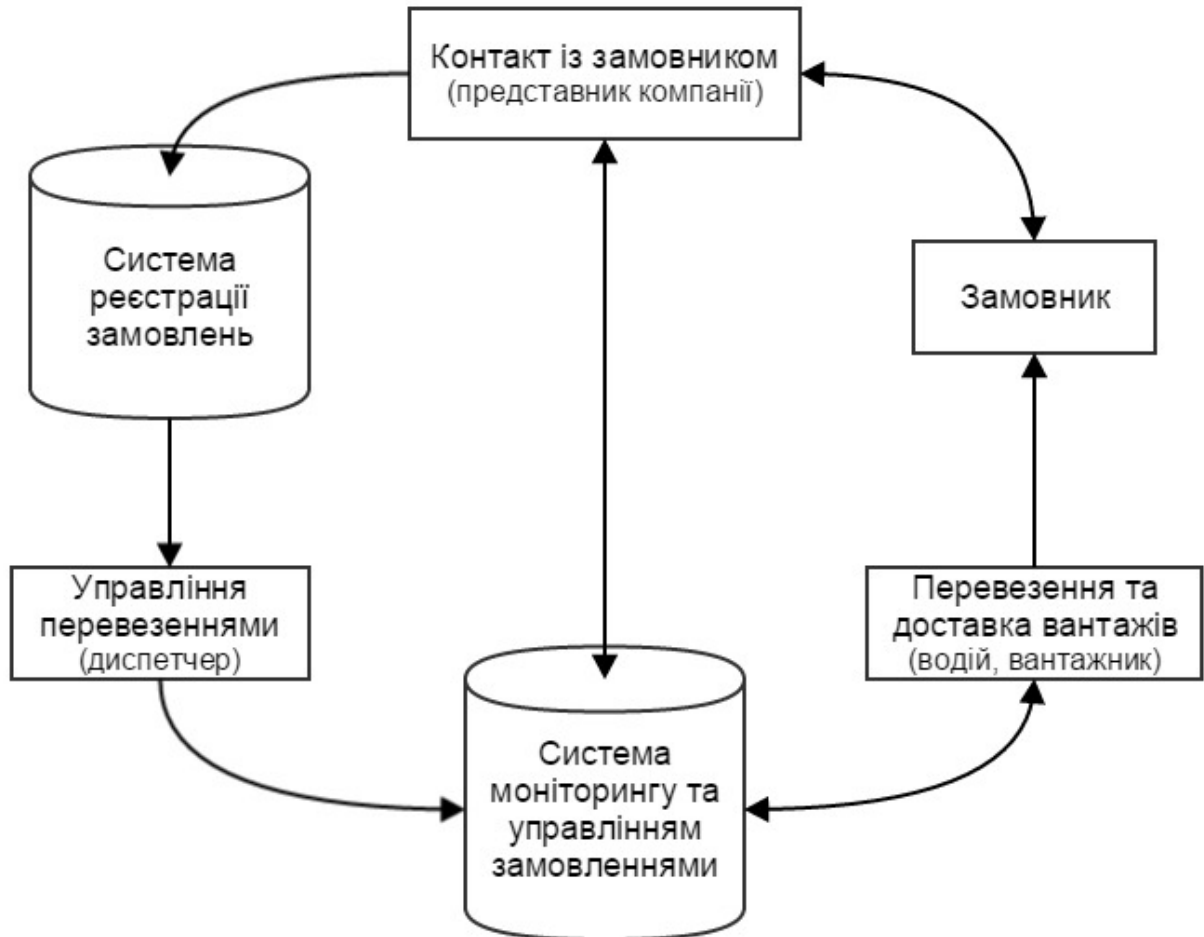 Контакт із замовником
(представник компанії)
Система
реєстрації
замовлень
Замовник
Управління
перевезеннями
(диспетчер)
Перевезення та
доставка вантажів
(водій, вантажник)
Система
моніторингу та
управлінням
замовленнями